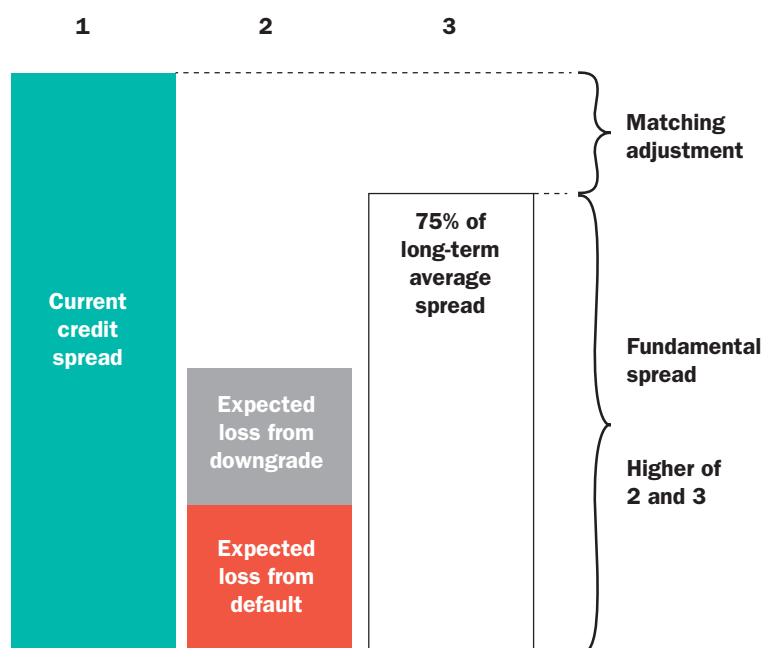 1
2
3
Matching
adjustment
75% of
long-term
average
spread
Current
credit
spread
Fundamental
spread
Expected
loss from
downgrade
Higher of
2 and 3
Expected
loss from
default